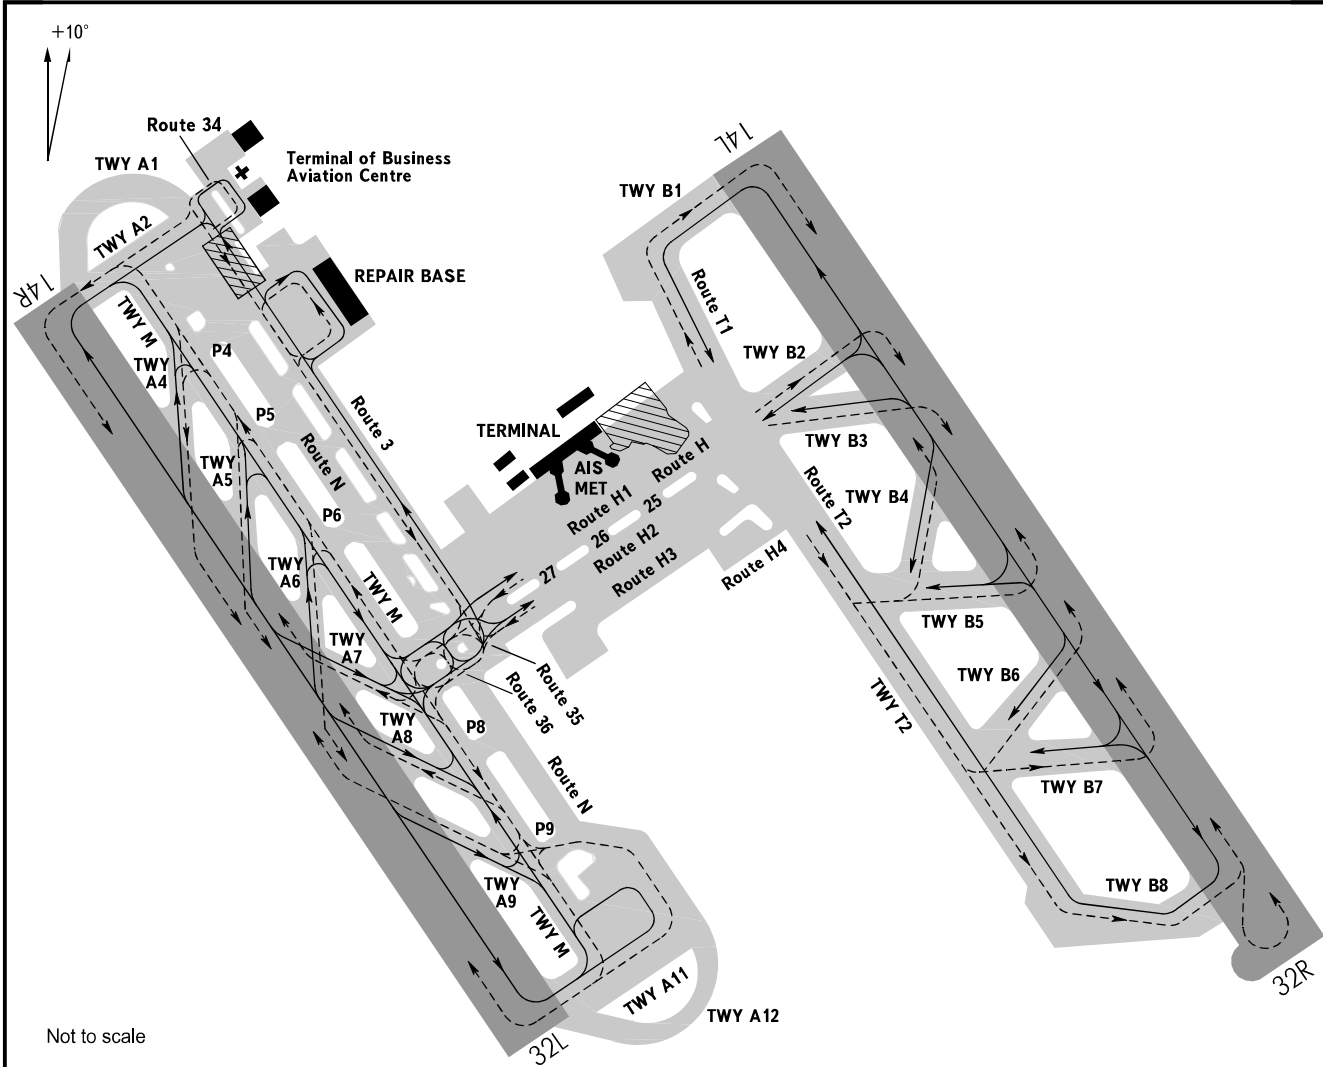 +10°
Route 34
TWY A1
Terminal of Business
Aviation Centre
14L
TWY B1
TWY A2
14R
REPAIR BASE
TWY M
Route T1
P4
TWY
A4
TWY B2
Route 3
P5
TERMINAL
TWY B3
Route N
TWY
A5
AIS
MET
Route H
Route T2
TWY B4
Route H1
25
P6
26
Route H2
Route H3
Route H4
27
TWY
A6
TWY M
TWY B5
TWY
A7
Route 35
Route 36
TWY B6
TWY T2
TWY
A8
P8
Route N
TWY B7
P9
TWY
A9
TWY B8
TWY M
TWY A11
32R
TWY A12
Not to scale
32L